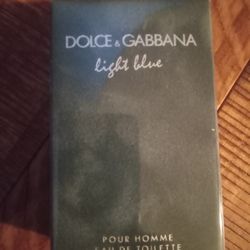 DOLCE & GABBANA
light blue
POUR HOMME
EAU DE TOILETTE